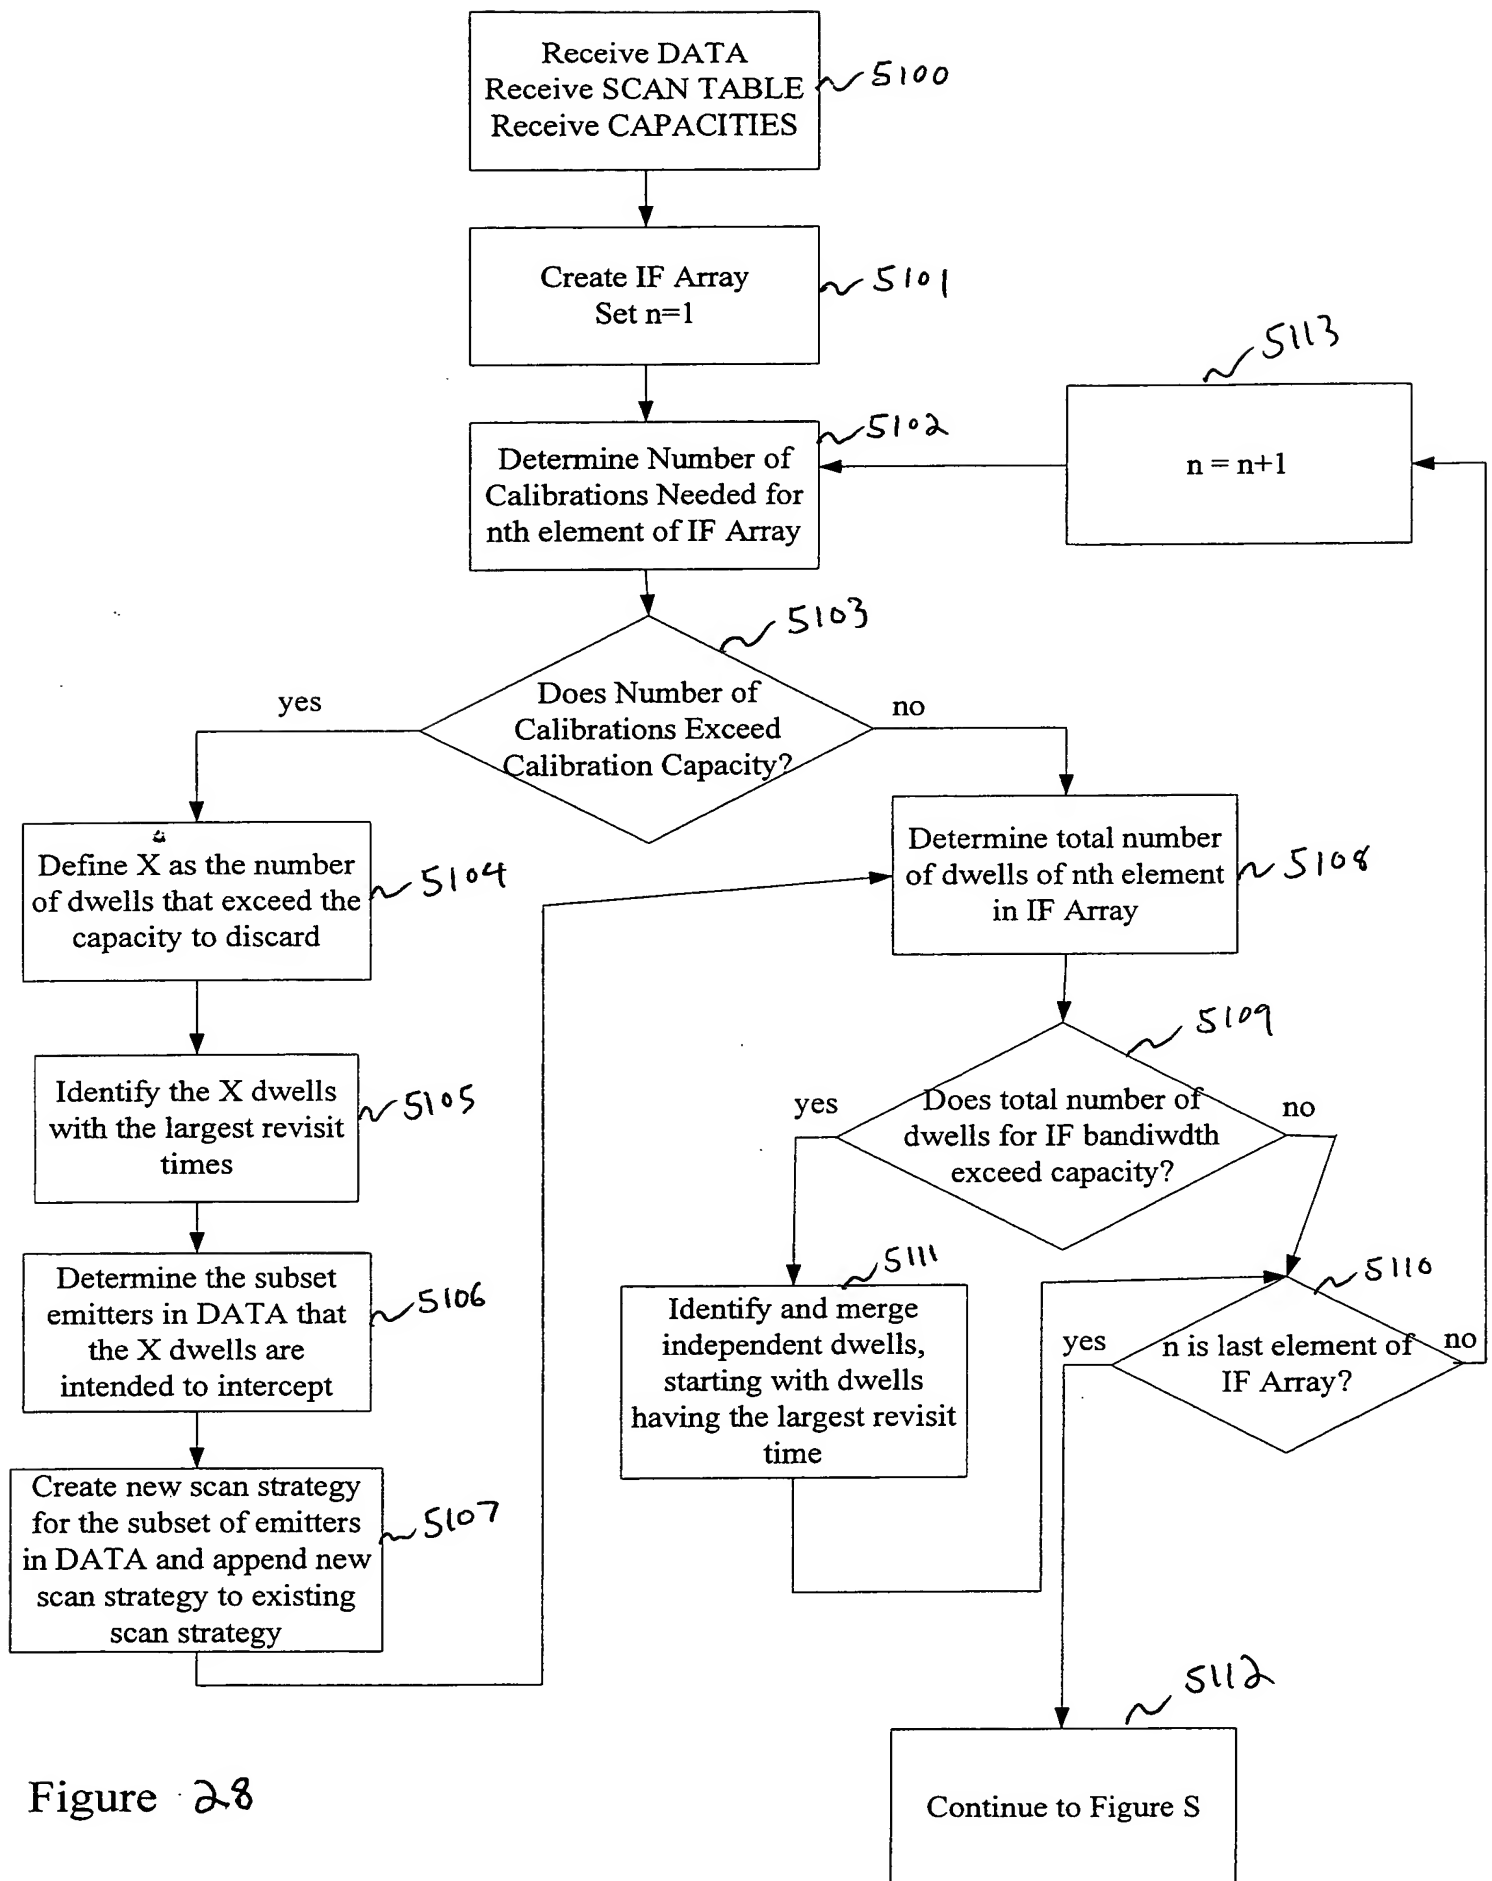 Receive DATA
Receive SCAN TABLE
Receive CAPACITIES
5100
Create IF Array
Set n=1
5101
5113
n = n+1
5102
Determine Number of
Calibrations Needed for
nth element of IF Array
5103
Does Number of
Calibrations Exceed
Calibration Capacity?
yes
no
Define X as the number
of dwells that exceed the
capacity to discard
5104
Determine total number
of dwells of nth element
in IF Array
5108
Identify the X dwells
with the largest revisit
times
5105
5109
Does total number of
dwells for IF bandiwdth
exceed capacity?
yes
no
Determine the subset
emitters in DATA that
the X dwells are
intended to intercept
5106
5111
Identify and merge
independent dwells,
starting with dwells
having the largest revisit
time
5110
n is last element of
IF Array?
yes
no
Create new scan strategy
for the subset of emitters
in DATA and append new
scan strategy to existing
scan strategy
5107
5112
Continue to Figure S
Figure 28